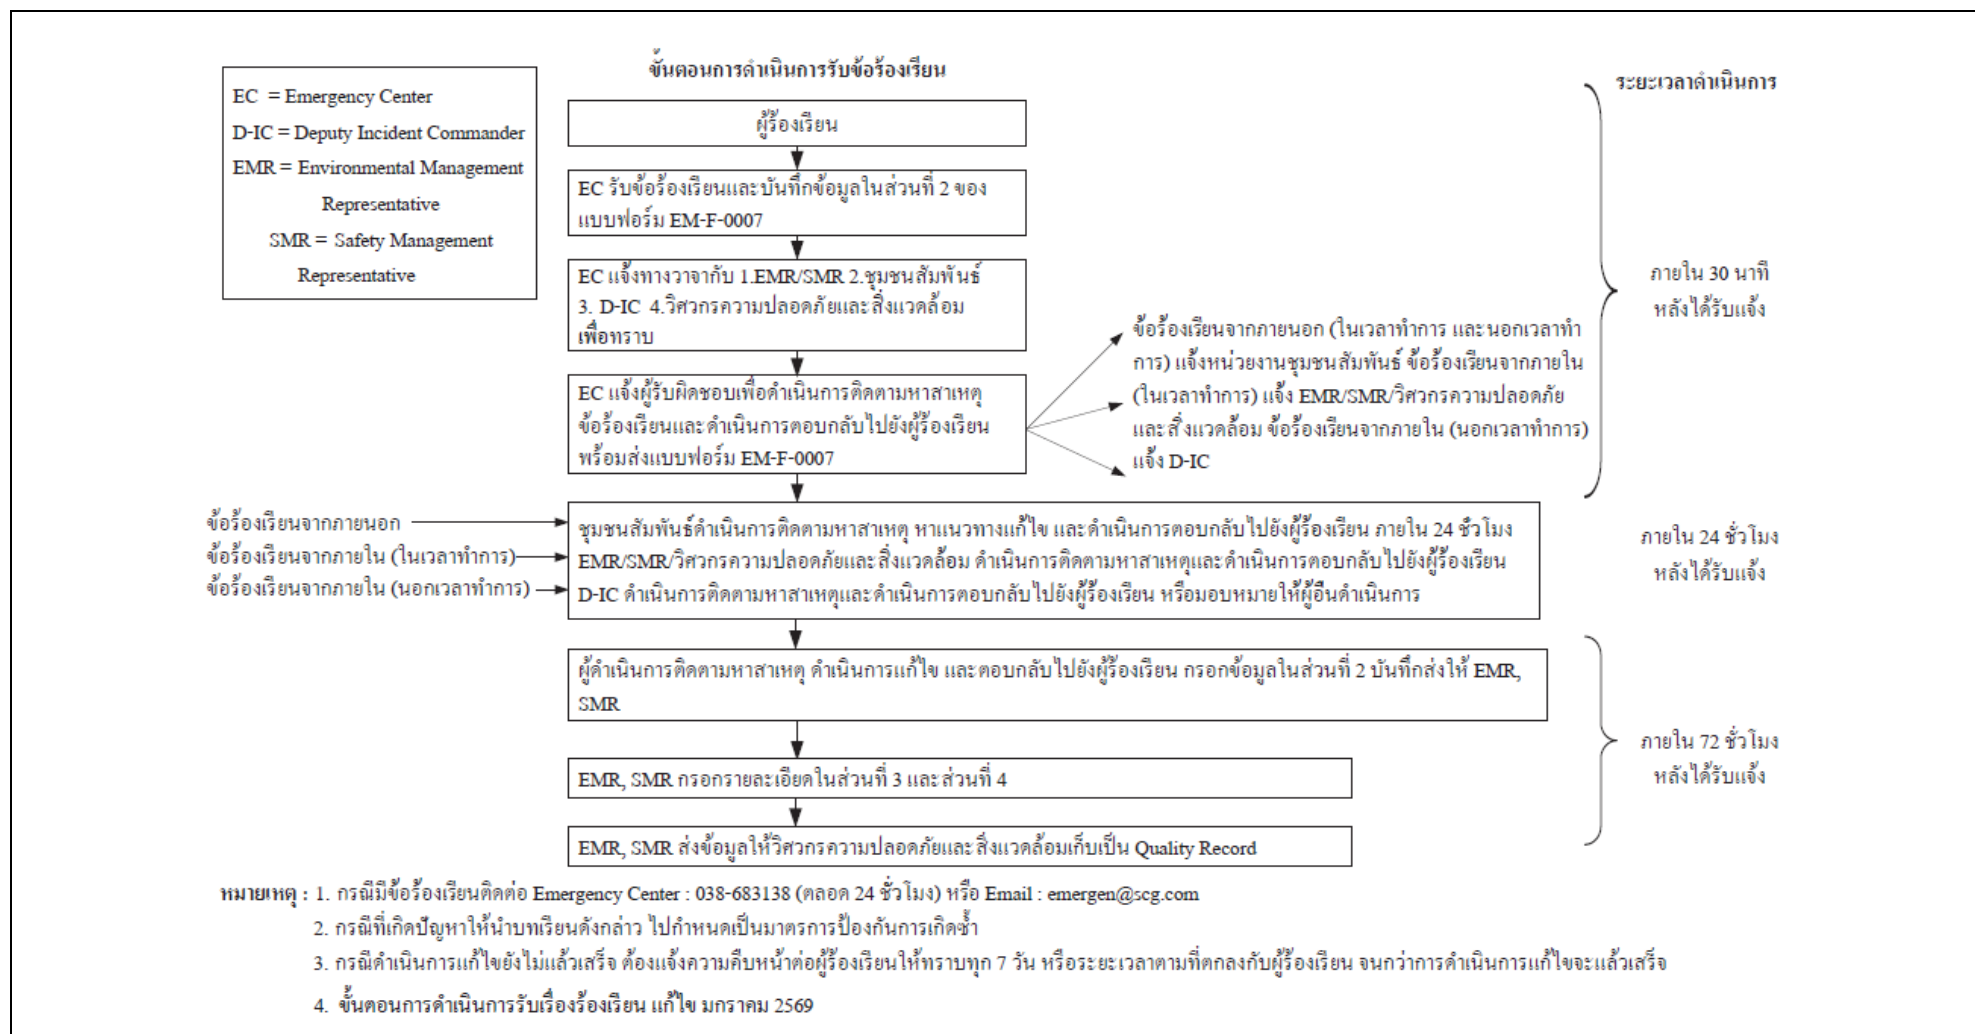 EC = Emergency Center
D-IC = Deputy Incident Commander
EMR = Environmental Management
Representative
SMR = Safety Management
Representative
ขั้นตอนการดำเนินการรับข้อร้องเรียน
ระยะเวลาดำเนินการ
ผู้ร้องเรียน
EC รับข้อร้องเรียนและบันทึกข้อมูลในส่วนที่ 2 ของ
แบบฟอร์ม EM-F-0007
EC แจ้งทางวาจากับ 1.EMR/SMR 2.ชุมชนสัมพันธ์
3. D-IC 4.วิศวกรความปลอดภัยและสิ่งแวดล้อม
เพื่อทราบ
ภายใน 30 นาที
หลังได้รับแจ้ง
EC แจ้งผู้รับผิดชอบเพื่อดำเนินการติดตามหาสาเหตุ
ข้อร้องเรียนและดำเนินการตอบกลับไปยังผู้ร้องเรียน
พร้อมส่งแบบฟอร์ม EM-F-0007
ข้อร้องเรียนจากภายนอก (ในเวลาทำการ และนอกเวลาทำ
การ) แจ้งหน่วยงานชุมชนสัมพันธ์ ข้อร้องเรียนจากภายใน
(ในเวลาทำการ) แจ้ง EMR/SMR/วิศวกรความปลอดภัย
และสิ่งแวดล้อม ข้อร้องเรียนจากภายใน (นอกเวลาทำการ)
แจ้ง D-IC
ข้อร้องเรียนจากภายนอก
ข้อร้องเรียนจากภายใน (ในเวลาทำการ)
ข้อร้องเรียนจากภายใน (นอกเวลาทำการ)
ชุมชนสัมพันธ์ดำเนินการติดตามหาสาเหตุ หาแนวทางแก้ไข และดำเนินการตอบกลับไปยังผู้ร้องเรียน ภายใน 24 ชั่วโมง
EMR/SMR/วิศวกรความปลอดภัยและสิ่งแวดล้อม ดำเนินการติดตามหาสาเหตุและดำเนินการตอบกลับไปยังผู้ร้องเรียน
D-IC ดำเนินการติดตามหาสาเหตุและดำเนินการตอบกลับไปยังผู้ร้องเรียน หรือมอบหมายให้ผู้อื่นดำเนินการ
ภายใน 24 ชั่วโมง
หลังได้รับแจ้ง
ผู้ดำเนินการติดตามหาสาเหตุ ดำเนินการแก้ไข และตอบกลับไปยังผู้ร้องเรียน กรอกข้อมูลในส่วนที่ 2 บันทึกส่งให้ EMR,
SMR
ภายใน 72 ชั่วโมง
หลังได้รับแจ้ง
EMR, SMR กรอกรายละเอียดในส่วนที่ 3 และส่วนที่ 4
EMR, SMR ส่งข้อมูลให้วิศวกรความปลอดภัยและสิ่งแวดล้อมเก็บเป็น Quality Record
หมายเหตุ : 1. กรณีมีข้อร้องเรียนติดต่อ Emergency Center : 038-683138 (ตลอด 24 ชั่วโมง) หรือ Email : emergen@scg.com
2. กรณีที่เกิดปัญหาให้นำบทเรียนดังกล่าว ไปกำหนดเป็นมาตรการป้องกันการเกิดซ้ำ
3. กรณีดำเนินการแก้ไขยังไม่แล้วเสร็จ ต้องแจ้งความคืบหน้าต่อผู้ร้องเรียนให้ทราบทุก 7 วัน หรือระยะเวลาตามที่ตกลงกับผู้ร้องเรียน จนกว่าการดำเนินการแก้ไขจะแล้วเสร็จ
4. ขั้นตอนการดำเนินการรับเรื่องร้องเรียน แก้ไข มกราคม 2569